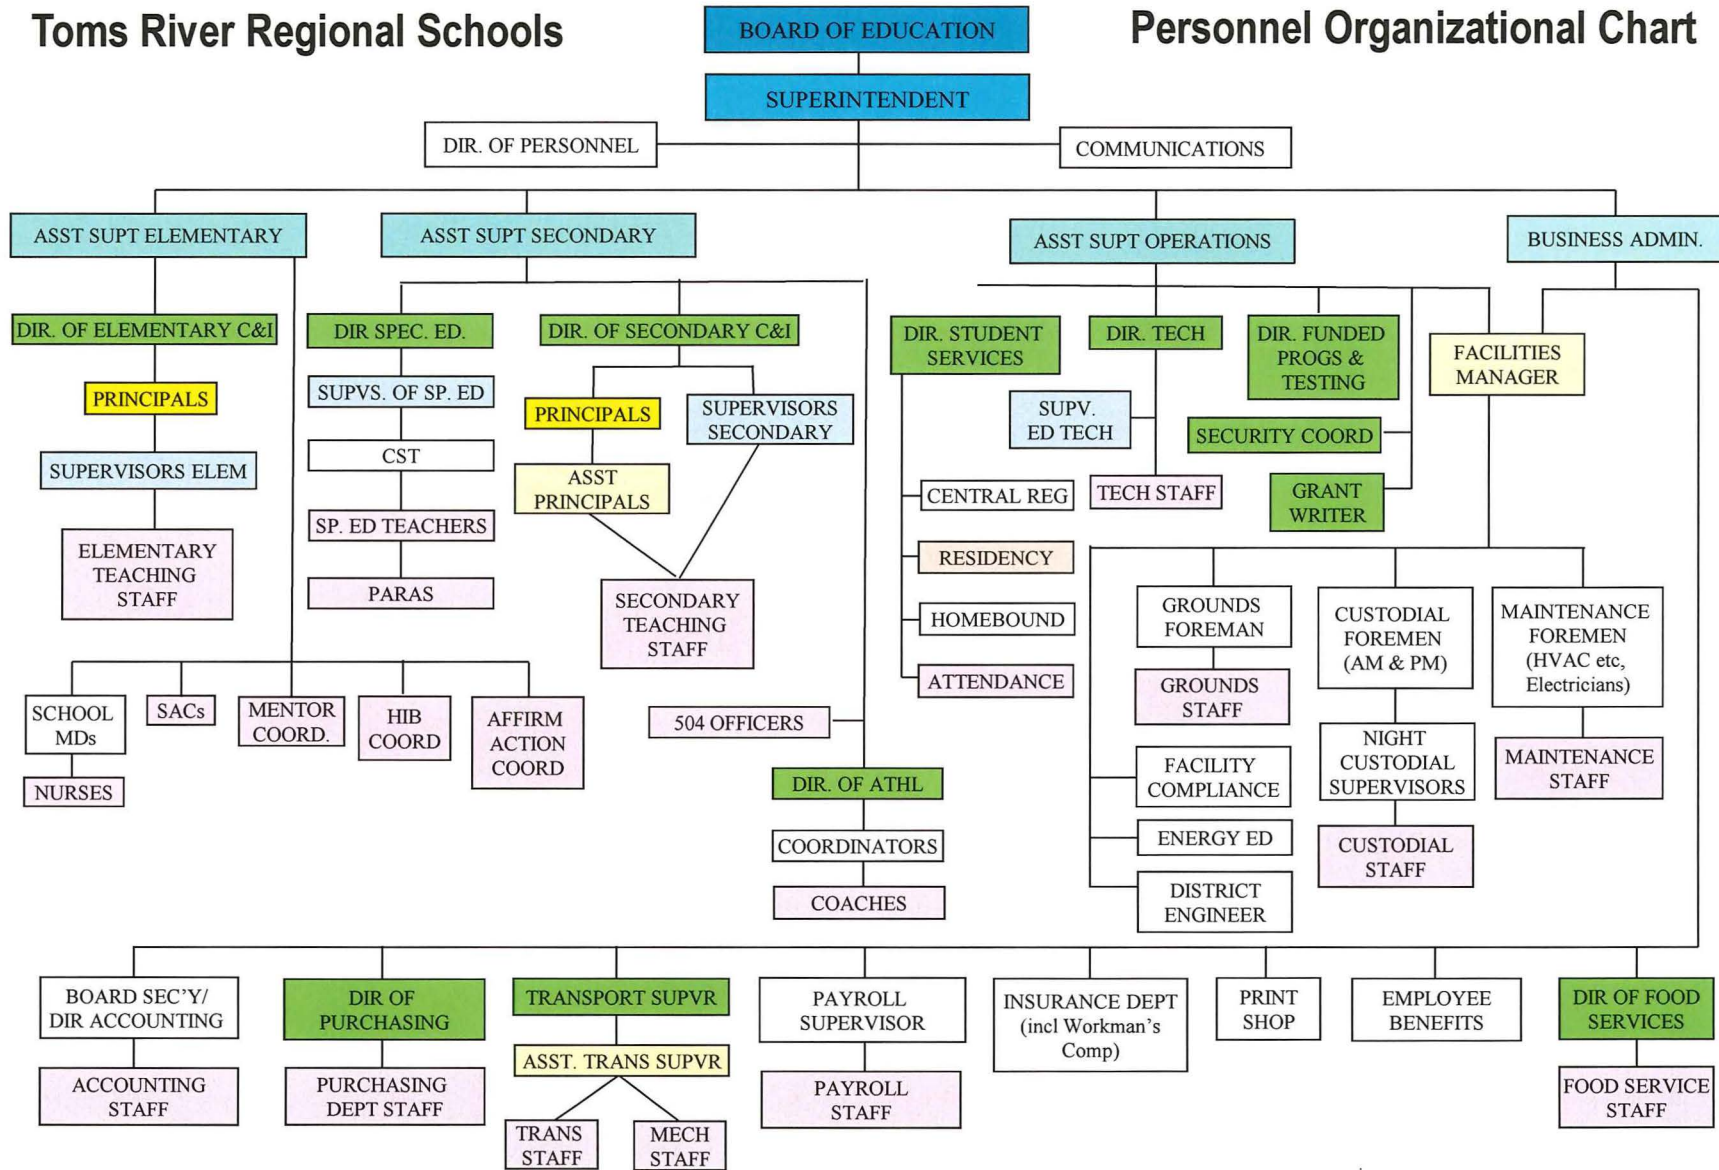 Toms River Regional Schools
Personnel Organizational Chart
BOARD OF EDUCATION
SUPERINTENDENT
DIR. OF PERSONNEL
COMMUNICATIONS
ASST SUPT ELEMENTARY
ASST SUPT SECONDARY
ASST SUPT OPERATIONS
BUSINESS ADMIN.
DIR. OF ELEMENTARY C&I
PRINCIPALS
SUPERVISORS ELEM
ELEMENTARY
TEACHING
STAFF
SCHOOL
MDs
NURSES
SACs
MENTOR
COORD.
HIB
COORD
AFFIRM
ACTION
COORD
DIR SPEC. ED.
SUPVS. OF SP. ED
CST
SP. ED TEACHERS
PARAS
DIR. OF SECONDARY C&I
PRINCIPALS
ASST
PRINCIPALS
SUPERVISORS
SECONDARY
SECONDARY
TEACHING
STAFF
504 OFFICERS
DIR. OF ATHL
COORDINATORS
COACHES
DIR. STUDENT
SERVICES
CENTRAL REG
RESIDENCY
HOMEBOUND
ATTENDANCE
DIR. TECH
SUPV.
ED TECH
TECH STAFF
DIR. FUNDED
PROGS &
TESTING
SECURITY COORD
GRANT
WRITER
FACILITIES
MANAGER
GROUNDS
FOREMAN
GROUNDS
STAFF
FACILITY
COMPLIANCE
ENERGY ED
DISTRICT
ENGINEER
CUSTODIAL
FOREMEN
(AM & PM)
NIGHT
CUSTODIAL
SUPERVISORS
CUSTODIAL
STAFF
MAINTENANCE
FOREMEN
(HVAC etc,
Electricians)
MAINTENANCE
STAFF
BOARD SEC'Y/
DIR ACCOUNTING
ACCOUNTING
STAFF
DIR OF
PURCHASING
PURCHASING
DEPT STAFF
TRANSPORT SUPVR
ASST. TRANS SUPVR
TRANS
STAFF
MECH
STAFF
PAYROLL
SUPERVISOR
PAYROLL
STAFF
INSURANCE DEPT
(incl Workman's
Comp)
PRINT
SHOP
EMPLOYEE
BENEFITS
DIR OF FOOD
SERVICES
FOOD SERVICE
STAFF